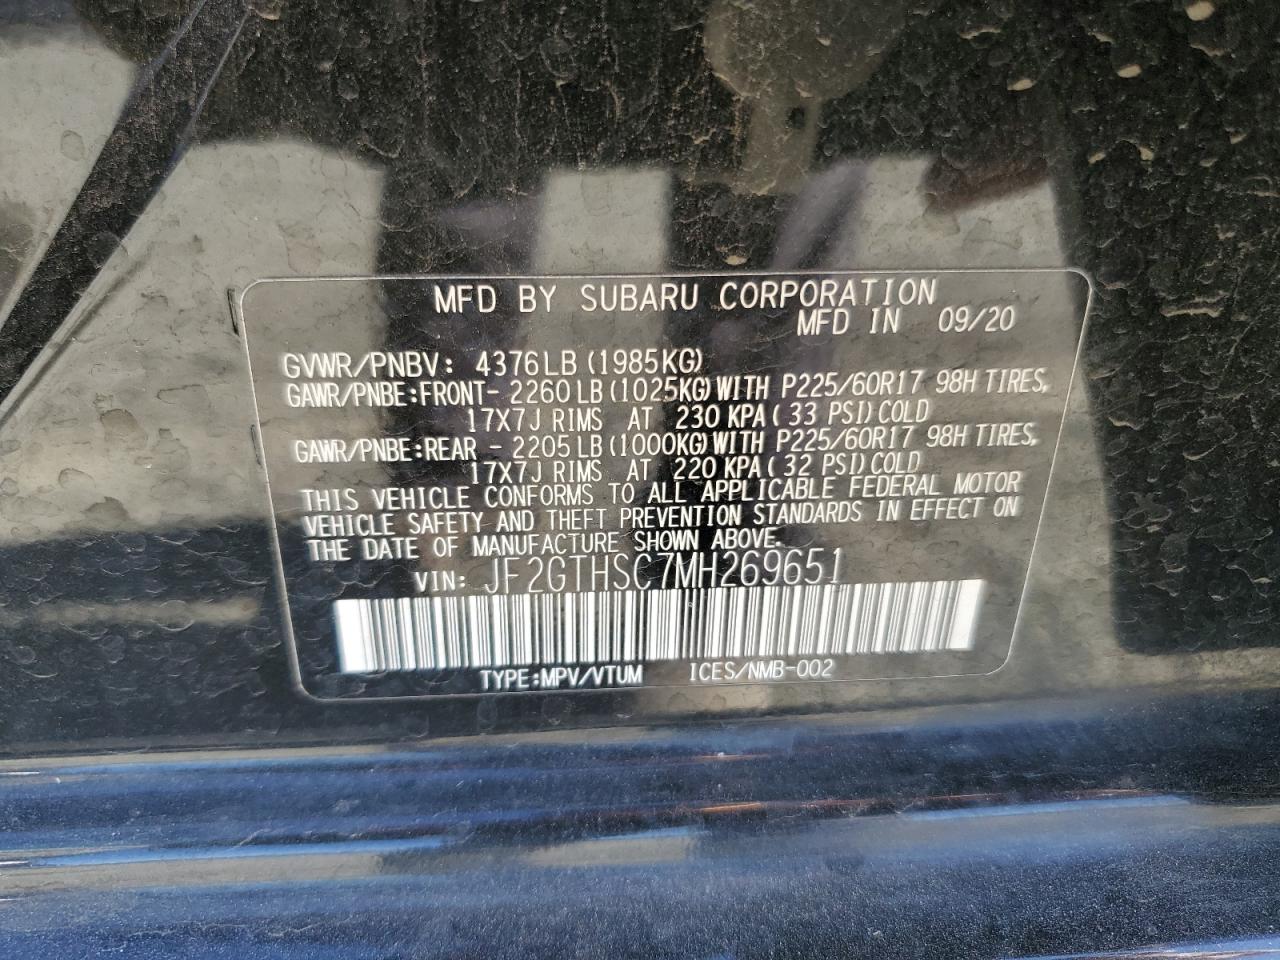 MFD BY SUBARU CORPORATION
MFD IN 09/20
GVWR/PNBV: 4376LB (1985KG)
GAWR/PNBE:FRONT- 2260LB (1025KG) WITH P225/60R17 98H TIRES,
17X7J RIMS AT 230 KPA ( 33 PSI) COLD
GAWR/PNBE:REAR - 2205LB (1000KG) WITH P225/60R17 98H TIRES,
17X7J RIMS AT 220 KPA ( 32 PSI) COLD
THIS VEHICLE CONFORMS TO ALL APPLICABLE FEDERAL MOTOR
VEHICLE SAFETY AND THEFT PREVENTION STANDARDS IN EFFECT ON
THE DATE OF MANUFACTURE SHOWN ABOVE.
VIN: JF2GTHSC7MH269651
TYPE:MPV/VTUM ICES/NMB-002